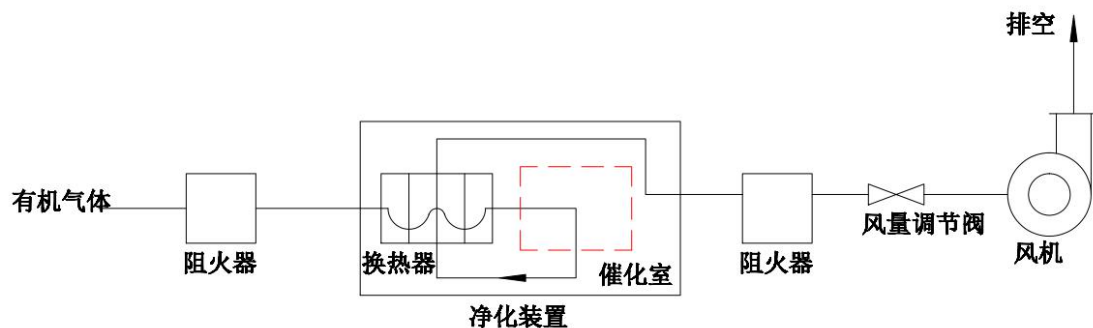 排空
有机气体
阻火器
换热器
催化室
净化装置
阻火器
风量调节阀
风机